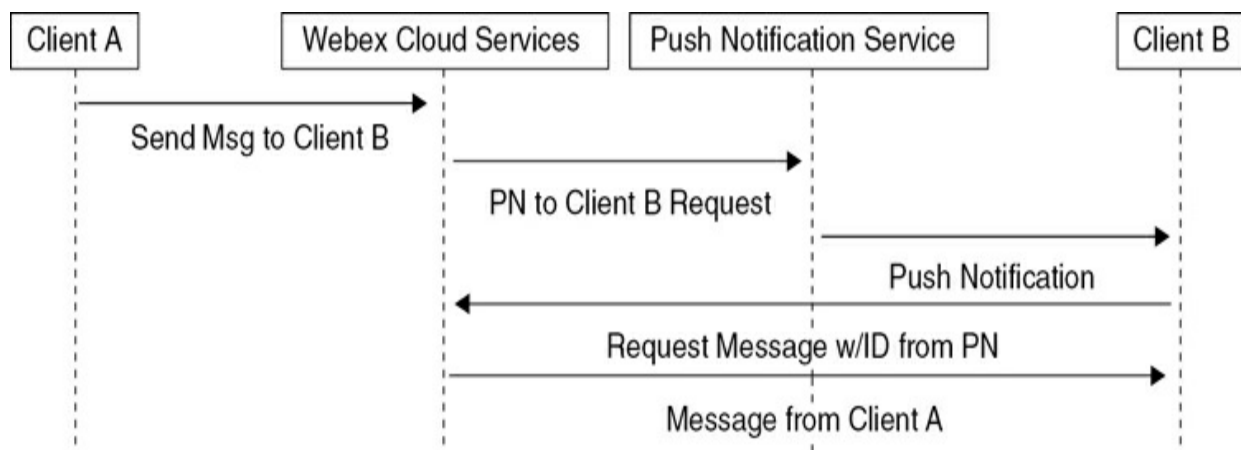 Client A
Webex Cloud Services
Push Notification Service
Client B
Send Msg to Client B
PN to Client B Request
Push Notification
Request Message w/ID from PN
Message from Client A